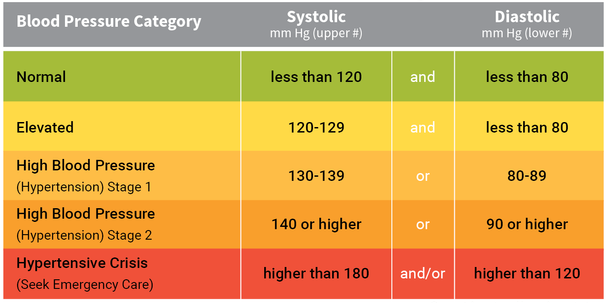 Blood Pressure Category
Systolic
mm Hg (upper #)
Diastolic
mm Hg (lower #)
Normal
less than 120
and
less than 80
Elevated
120-129
and
less than 80
High Blood Pressure
(Hypertension) Stage 1
130-139
or
80-89
High Blood Pressure
(Hypertension) Stage 2
140 or higher
or
90 or higher
Hypertensive Crisis
(Seek Emergency Care)
higher than 180
and/or
higher than 120